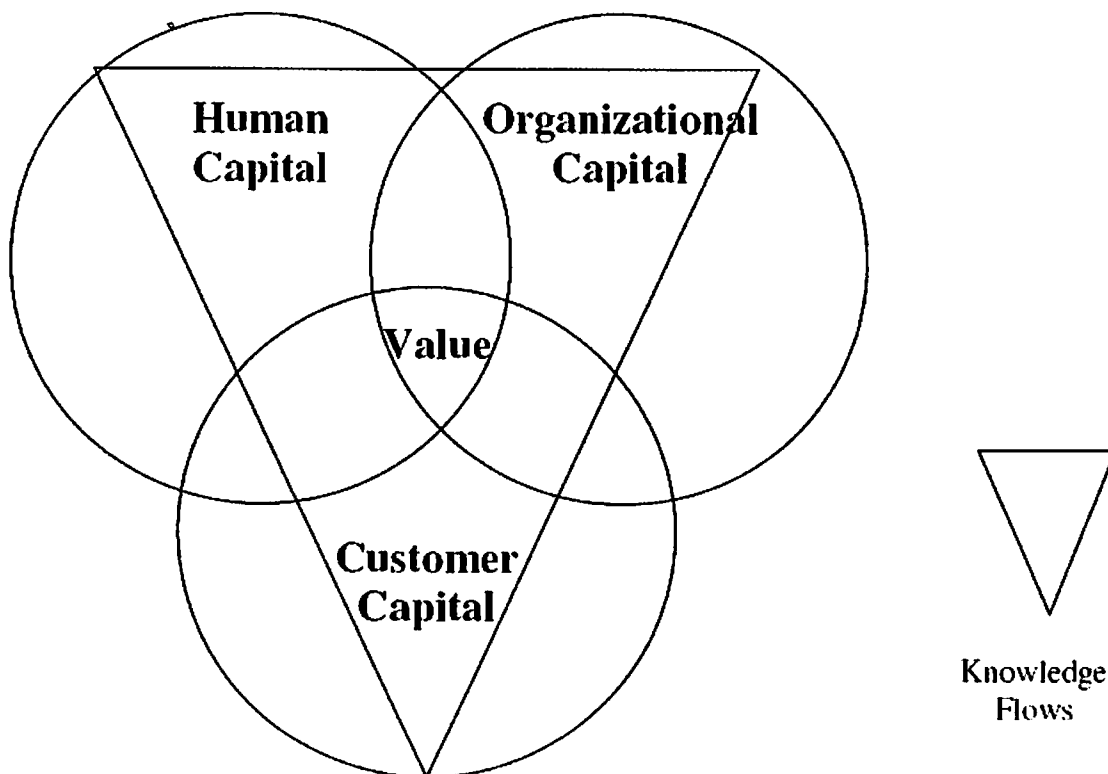 Human
Capital
Organizational
Capital
Value
Customer
Capital
Knowledge
Flows